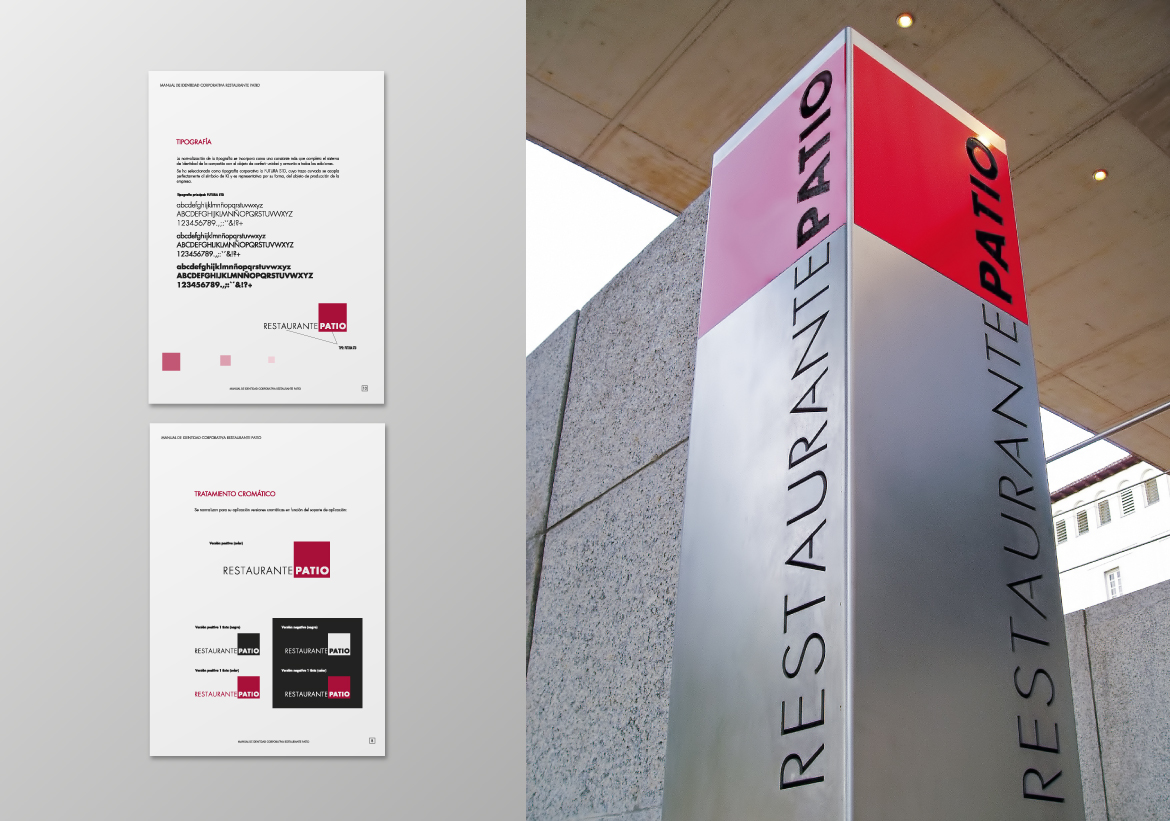 MANUAL DE IDENTIDAD CORPORATIVA RESTAURANTE PATIO
TIPOGRAFÍA
La normalización de la tipografía se incorpora como una constante más que completa el sistema
de identidad de la compañía con el objeto de conferir unidad y armonía a todas las ediciones.
Se ha seleccionado como tipografía corporativa la FUTURA STD, cuyo trazo curvado se acopla
perfectamente al símbolo de KS y es representativa por su forma, del objeto de producción de la
empresa.
Tipografía principal: FUTURA STD
abcdefghijklmnñopqrstuvwxyz
ABCDEFGHIJKLMNÑOPQRSTUVWXYZ
123456789.,;:¨`&!?+
abcdefghijklmnñopqrstuvwxyz
ABCDEFGHIJKLMNÑOPQRSTUVWXYZ
123456789.,;:¨`&!?+
abcdefghijklmnñopqrstuvwxyz
ABCDEFGHIJKLMNÑOPQRSTUVWXYZ
123456789.,;:¨`&!?+
RESTAURANTE PATIO
MANUAL DE IDENTIDAD CORPORATIVA RESTAURANTE PATIO
MANUAL DE IDENTIDAD CORPORATIVA RESTAURANTE PATIO
TRATAMIENTO CROMÁTICO
Se normalizan para su aplicación versiones cromáticas en función del soporte de aplicación:
Versión positiva (color)
RESTAURANTE PATIO
Versión positiva 1 tinta (negro)
RESTAURANTE PATIO
Versión negativa (negro)
RESTAURANTE PATIO
Versión positiva 1 tinta (color)
RESTAURANTE PATIO
Versión negativa 1 tinta (color)
RESTAURANTE PATIO
MANUAL DE IDENTIDAD CORPORATIVA RESTAURANTE PATIO
RESTAURANTE PATIO
RESTAURANTE PATIO